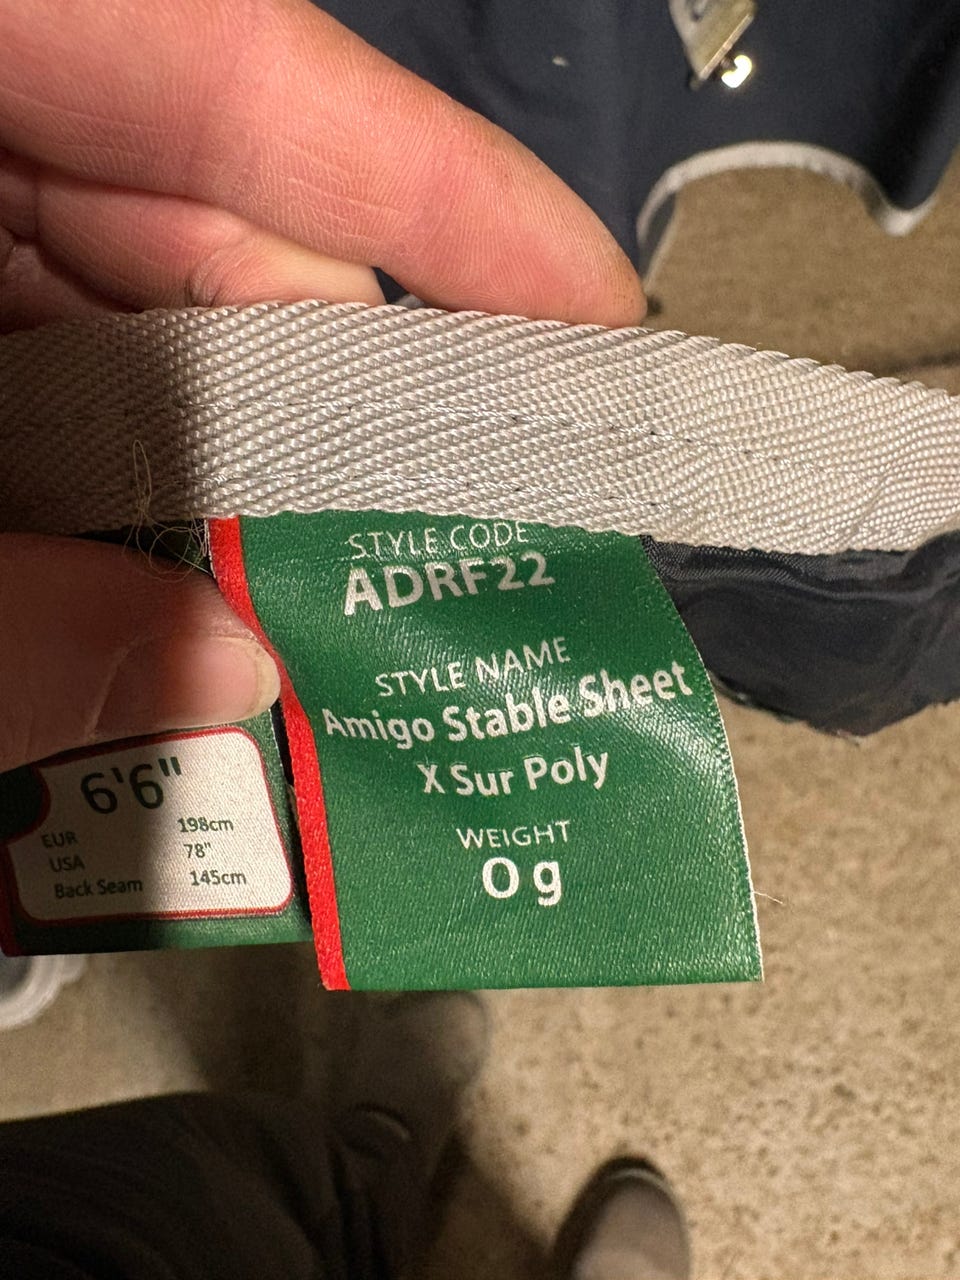 STYLE CODE
ADRF22
STYLE NAME
Amigo Stable Sheet
X Sur Poly
WEIGHT
0 g
6'6"
EUR 198cm
USA 78"
Back Seam 145cm